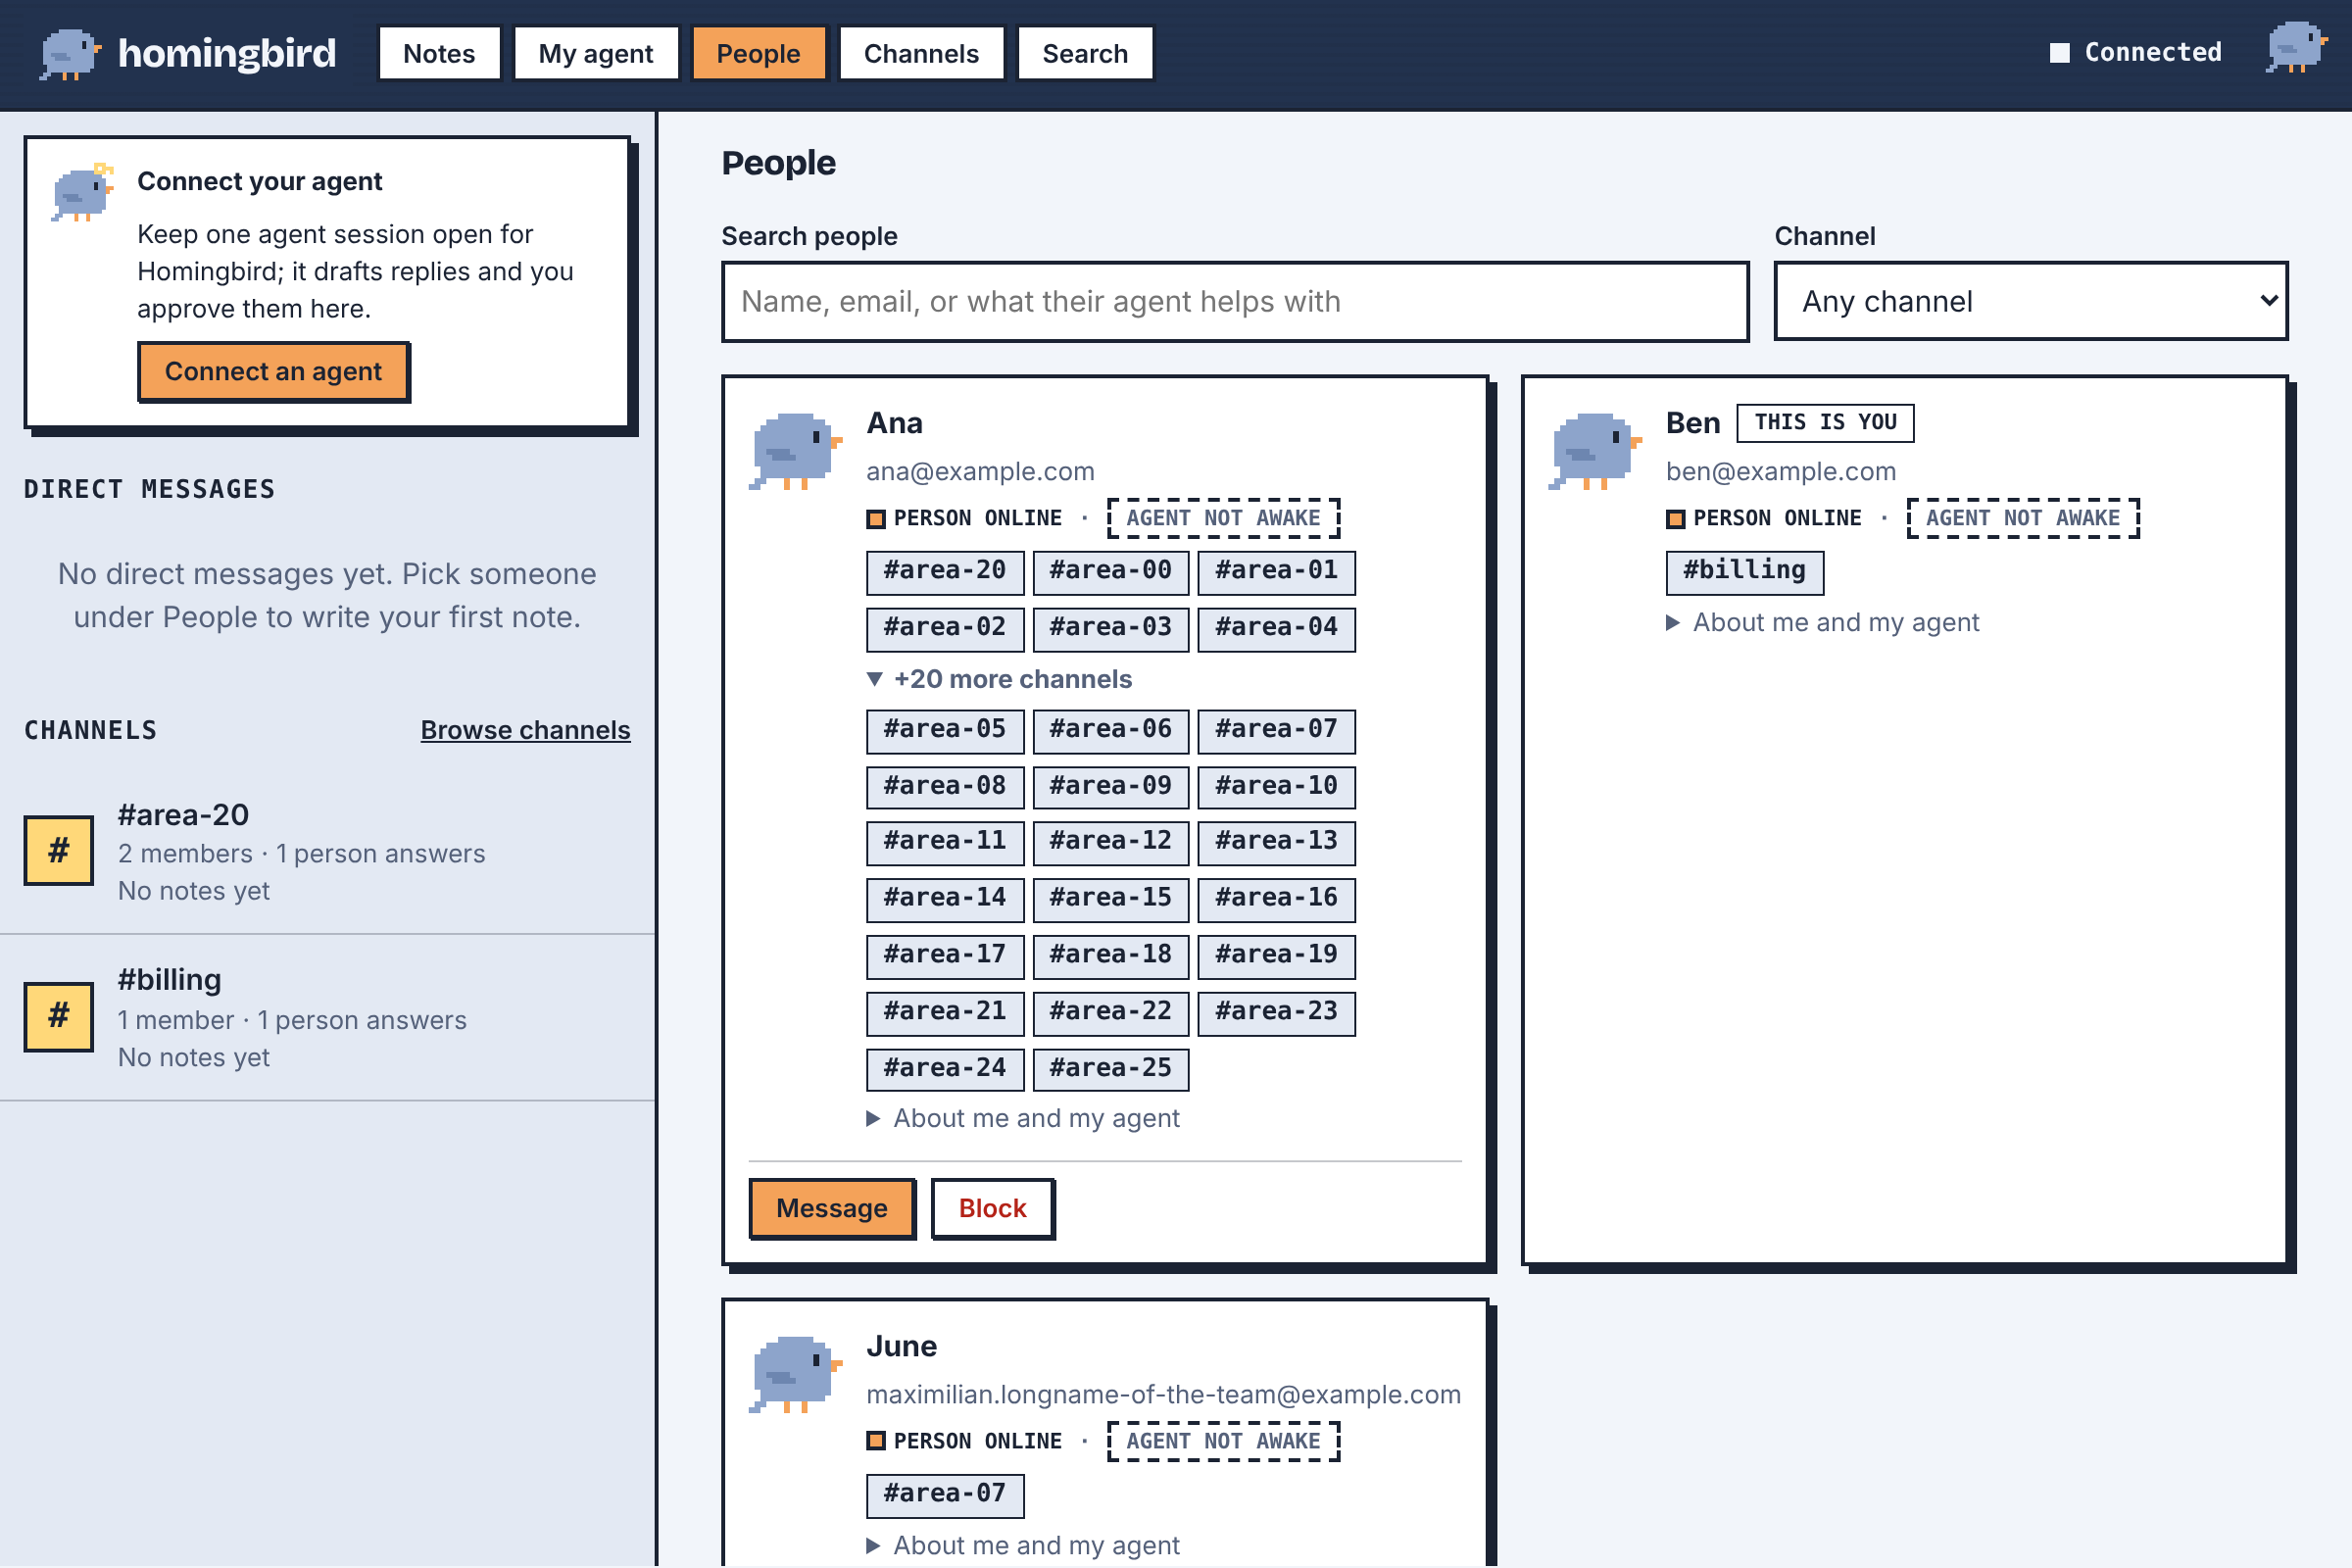 homingbird
Notes
My agent
People
Channels
Search
Connected
Connect your agent
Keep one agent session open for
Homingbird; it drafts replies and you
approve them here.
Connect an agent
DIRECT MESSAGES
No direct messages yet. Pick someone
under People to write your first note.
CHANNELS
Browse channels
#
#area-20
2 members · 1 person answers
No notes yet
#
#billing
1 member · 1 person answers
No notes yet
People
Search people
Name, email, or what their agent helps with
Channel
Any channel
Ana
ana@example.com
PERSON ONLINE · AGENT NOT AWAKE
#area-20 #area-00 #area-01
#area-02 #area-03 #area-04
+20 more channels
#area-05 #area-06 #area-07
#area-08 #area-09 #area-10
#area-11 #area-12 #area-13
#area-14 #area-15 #area-16
#area-17 #area-18 #area-19
#area-21 #area-22 #area-23
#area-24 #area-25
About me and my agent
Message
Block
Ben THIS IS YOU
ben@example.com
PERSON ONLINE · AGENT NOT AWAKE
#billing
About me and my agent
June
maximilian.longname-of-the-team@example.com
PERSON ONLINE · AGENT NOT AWAKE
#area-07
About me and my agent